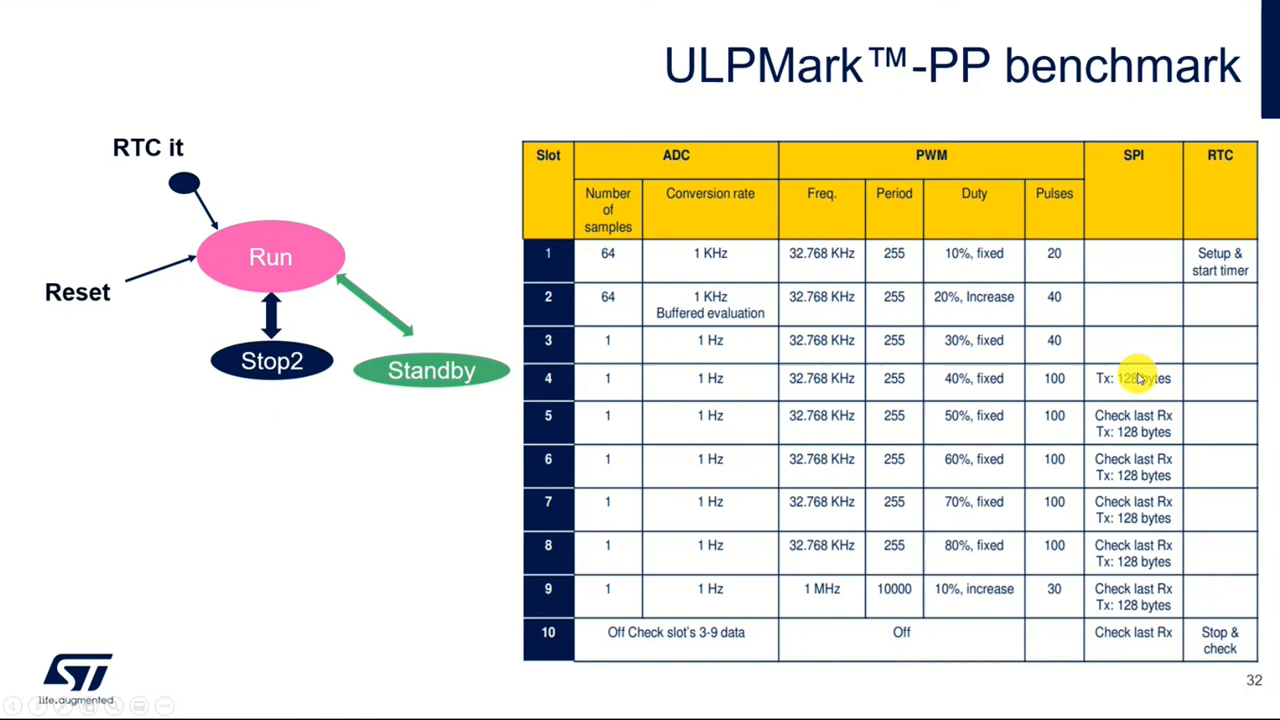 ULPMark™-PP benchmark
RTC it
Run
Reset
Stop2
Standby
Slot ADC PWM SPI RTC
Number of samples Conversion rate Freq. Period Duty Pulses
1 64 1 KHz 32.768 KHz 255 10%, fixed 20 Setup & start timer
2 64 1 KHz Buffered evaluation 32.768 KHz 255 20%, Increase 40
3 1 1 Hz 32.768 KHz 255 30%, fixed 40
4 1 1 Hz 32.768 KHz 255 40%, fixed 100 Tx: 128 bytes
5 1 1 Hz 32.768 KHz 255 50%, fixed 100 Check last Rx Tx: 128 bytes
6 1 1 Hz 32.768 KHz 255 60%, fixed 100 Check last Rx Tx: 128 bytes
7 1 1 Hz 32.768 KHz 255 70%, fixed 100 Check last Rx Tx: 128 bytes
8 1 1 Hz 32.768 KHz 255 80%, fixed 100 Check last Rx Tx: 128 bytes
9 1 1 Hz 1 MHz 10000 10%, increase 30 Check last Rx Tx: 128 bytes
10 Off Check slot's 3-9 data Off Check last Rx Stop & check
ST
life.augmented
32